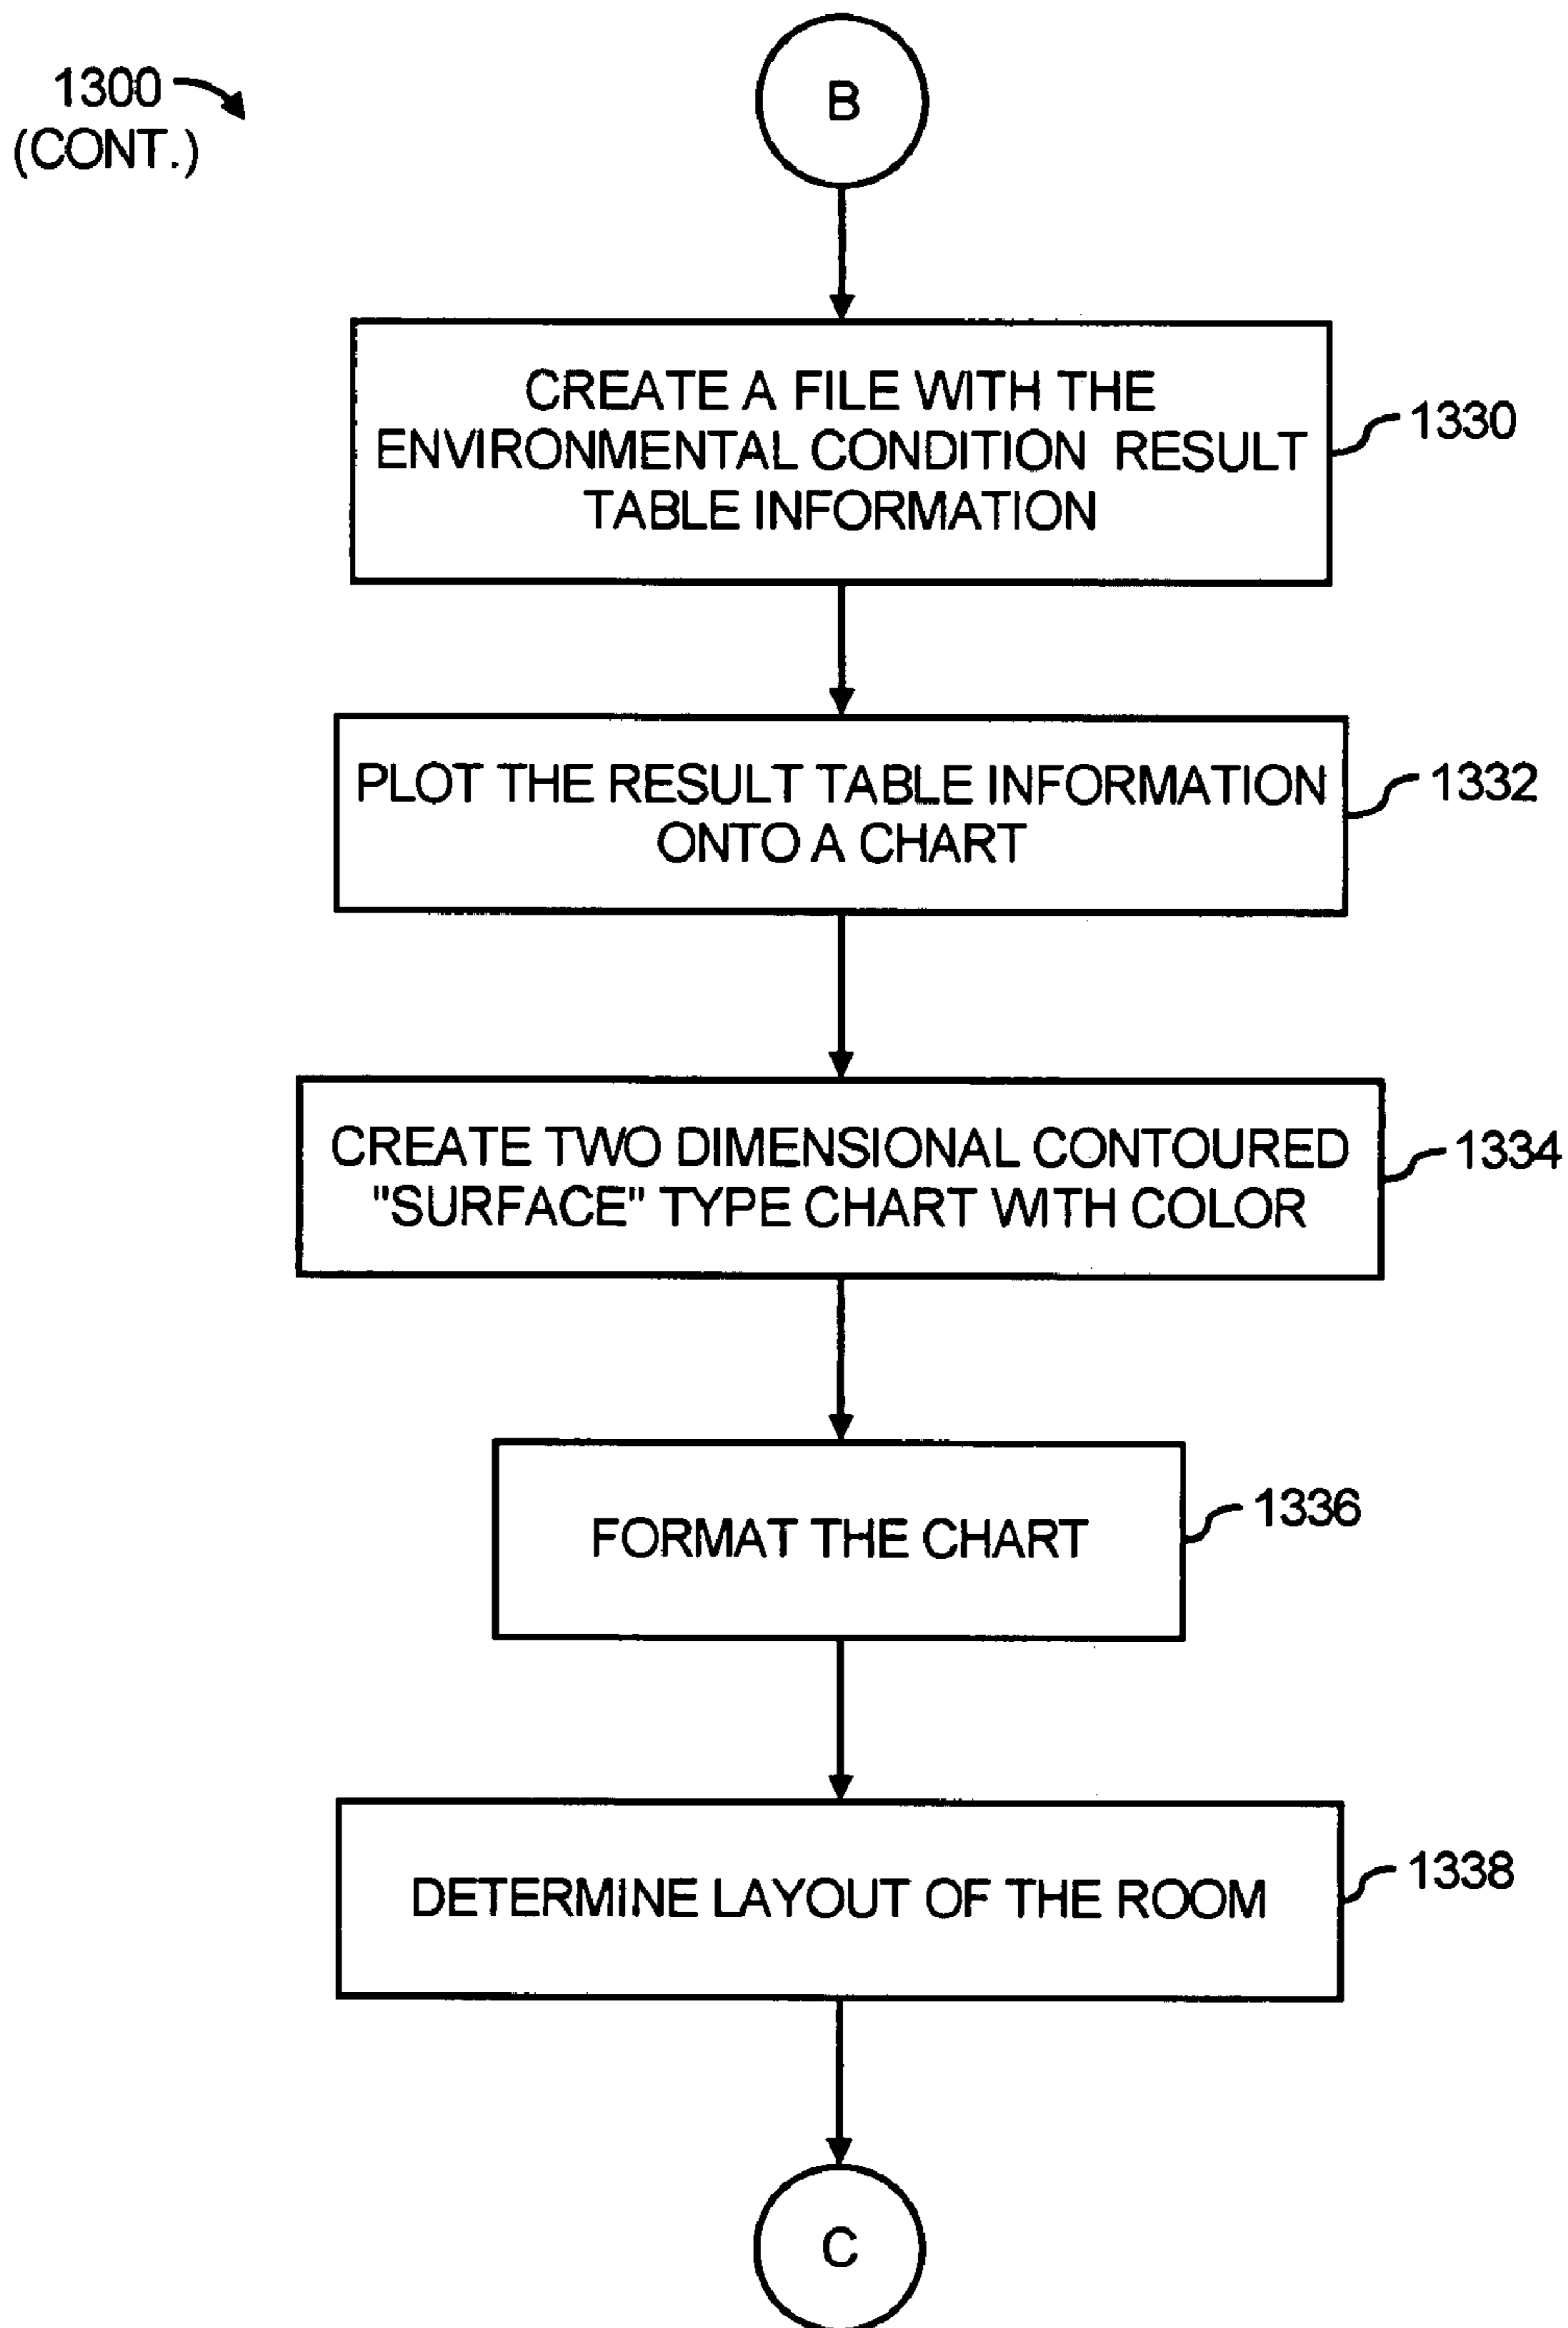 1300
(CONT.)
B
CREATE A FILE WITH THE
ENVIRONMENTAL CONDITION RESULT
TABLE INFORMATION
1330
PLOT THE RESULT TABLE INFORMATION
ONTO A CHART
1332
CREATE TWO DIMENSIONAL CONTOURED
"SURFACE" TYPE CHART WITH COLOR
1334
FORMAT THE CHART
1336
DETERMINE LAYOUT OF THE ROOM
1338
C